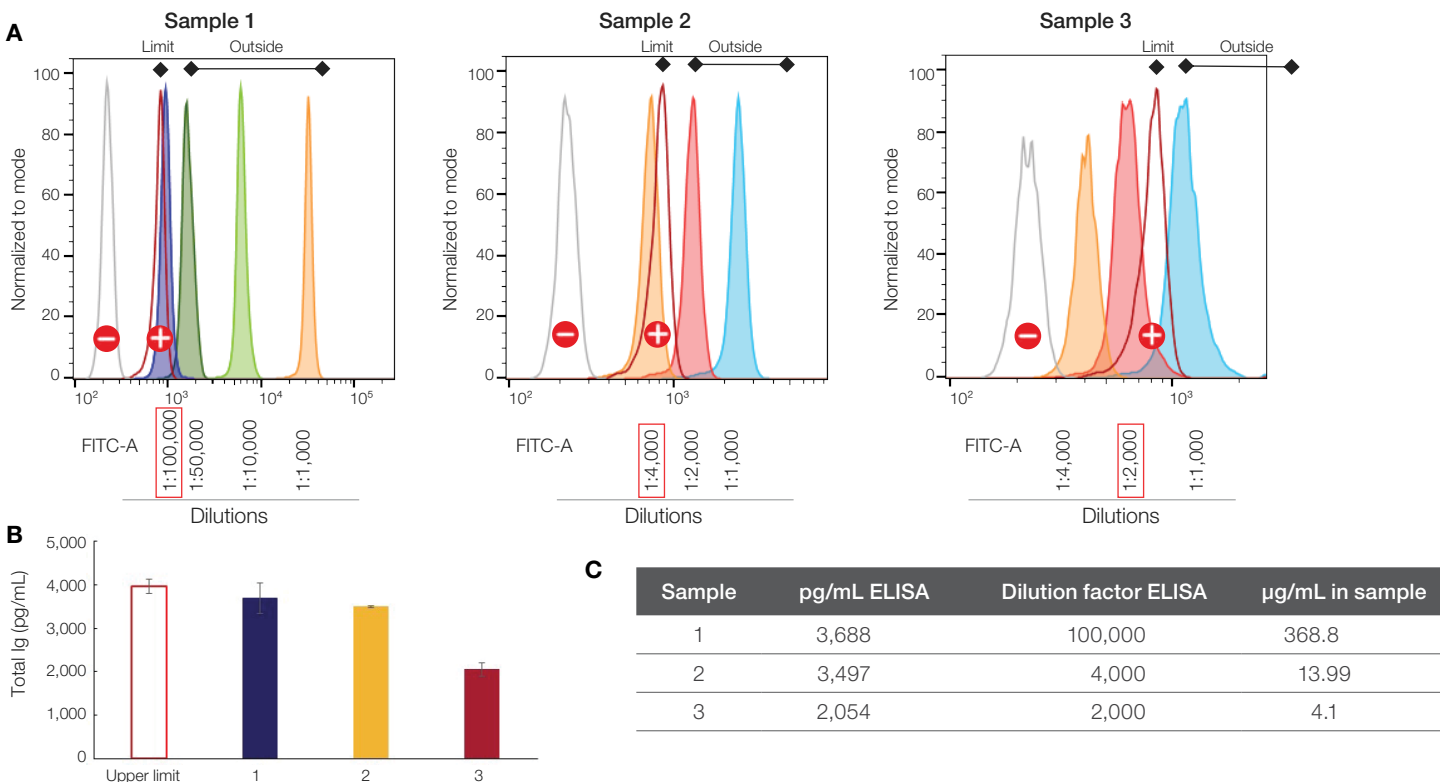 A
Sample 1
Limit Outside
Normalized to mode
100
80
60
40
20
0
10² 10³ 10⁴ 10⁵
FITC-A
1:100,000
1:50,000
1:10,000
1:1,000
Dilutions
Sample 2
Limit Outside
Normalized to mode
100
80
60
40
20
0
10² 10³
FITC-A
1:4,000
1:2,000
1:1,000
Dilutions
Sample 3
Limit Outside
Normalized to mode
100
80
60
40
20
0
10² 10³
FITC-A
1:4,000
1:2,000
1:1,000
Dilutions
B
Total Ig (pg/mL)
5,000
4,000
3,000
2,000
1,000
0
Upper limit 1 2 3
C
Sample pg/mL ELISA Dilution factor ELISA µg/mL in sample
1 3,688 100,000 368.8
2 3,497 4,000 13.99
3 2,054 2,000 4.1